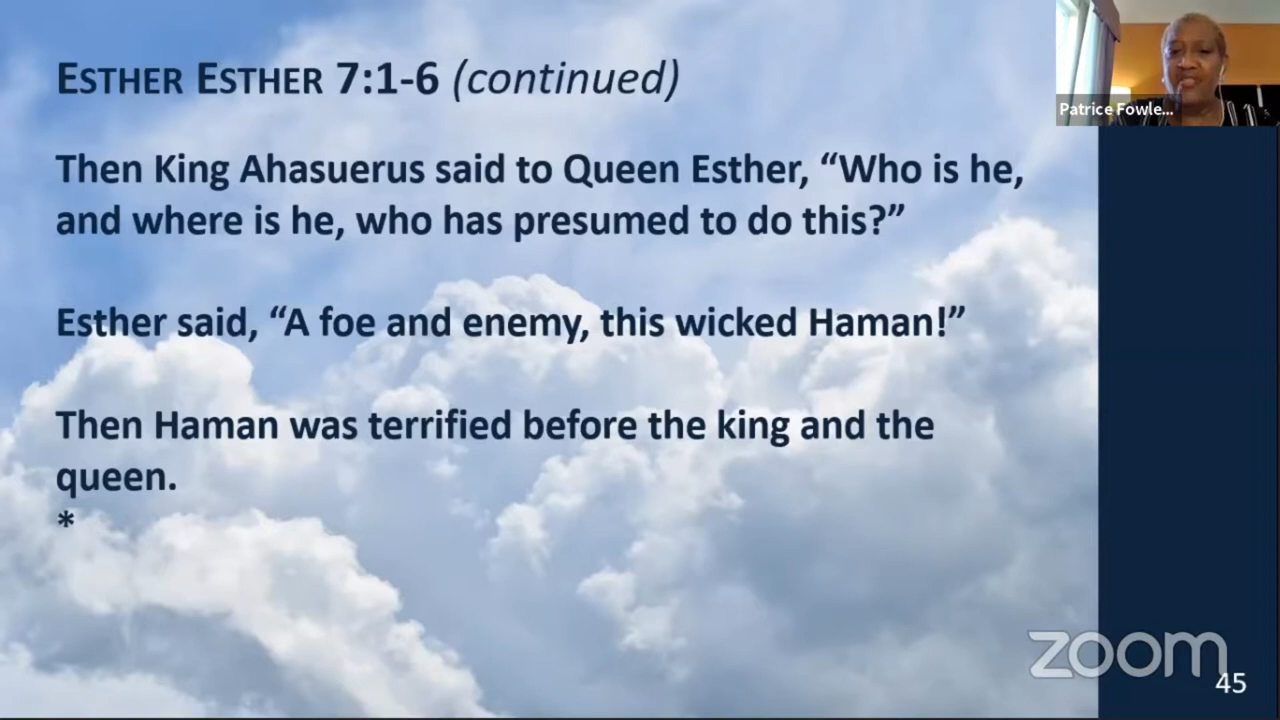 ESTHER ESTHER 7:1-6 (continued)
Patrice Fowle...
Then King Ahasuerus said to Queen Esther, “Who is he,
and where is he, who has presumed to do this?”
Esther said, “A foe and enemy, this wicked Haman!”
Then Haman was terrified before the king and the
queen.
*
zoom
45